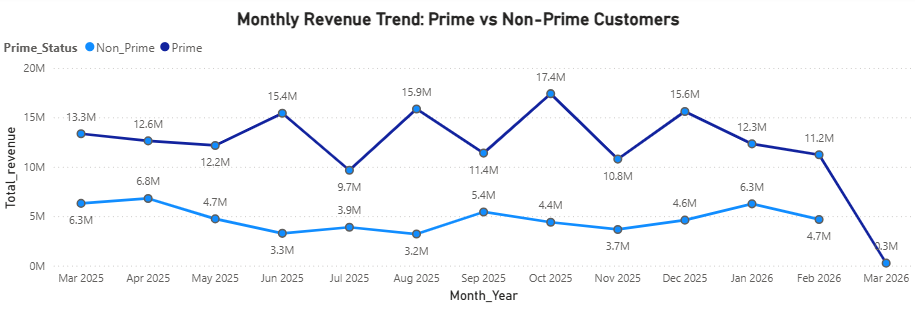 Monthly Revenue Trend: Prime vs Non-Prime Customers
Prime_Status Non_Prime Prime
20M
15M
10M
5M
0M
Total_revenue
13.3M 12.6M 12.2M 15.4M 9.7M 15.9M 11.4M 17.4M 10.8M 15.6M 12.3M 11.2M 0.3M
6.3M 6.8M 4.7M 3.3M 3.9M 3.2M 5.4M 4.4M 3.7M 4.6M 6.3M 4.7M
Mar 2025 Apr 2025 May 2025 Jun 2025 Jul 2025 Aug 2025 Sep 2025 Oct 2025 Nov 2025 Dec 2025 Jan 2026 Feb 2026 Mar 2026
Month_Year